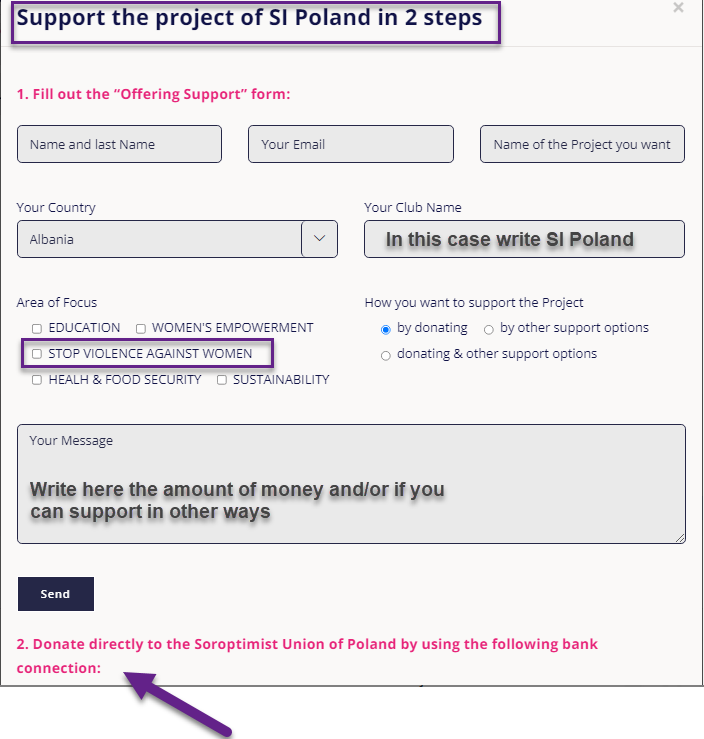 Support the project of SI Poland in 2 steps
×
1. Fill out the “Offering Support” form:
Name and last Name
Your Email
Name of the Project you want
Your Country
Your Club Name
Albania
In this case write SI Poland
Area of Focus
How you want to support the Project
EDUCATION
WOMEN'S EMPOWERMENT
by donating
by other support options
STOP VIOLENCE AGAINST WOMEN
donating & other support options
HEALH & FOOD SECURITY
SUSTAINABILITY
Your Message
Write here the amount of money and/or if you
can support in other ways
Send
2. Donate directly to the Soroptimist Union of Poland by using the following bank
connection: